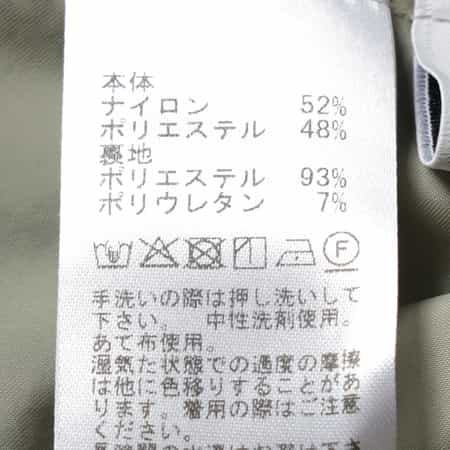 本体
ナイロン 52%
ポリエステル 48%
裏地
ポリエステル 93%
ポリウレタン 7%
F
手洗いの際は押し洗いして
下さい。 中性洗剤使用。
あて布使用。
湿気た状態での過度の摩擦
は他に色移りすることがあ
ります。着用の際はご注意
ください。